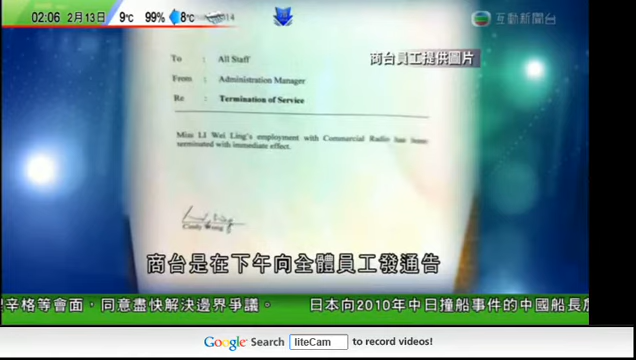 02:06 2月13日 9℃ 99% 8℃
互動新聞台
商台員工提供圖片
To : All Staff
From : Administration Manager
Re : Termination of Service
Miss LI Wei Ling's employment with Commercial Radio has been
terminated with immediate effect.
Cindy Wong
商台是在下午向全體員工發通告
辛格等會面，同意盡快解決邊界爭議。 日本向2010年中日撞船事件的中國船長
Google Search liteCam to record videos!